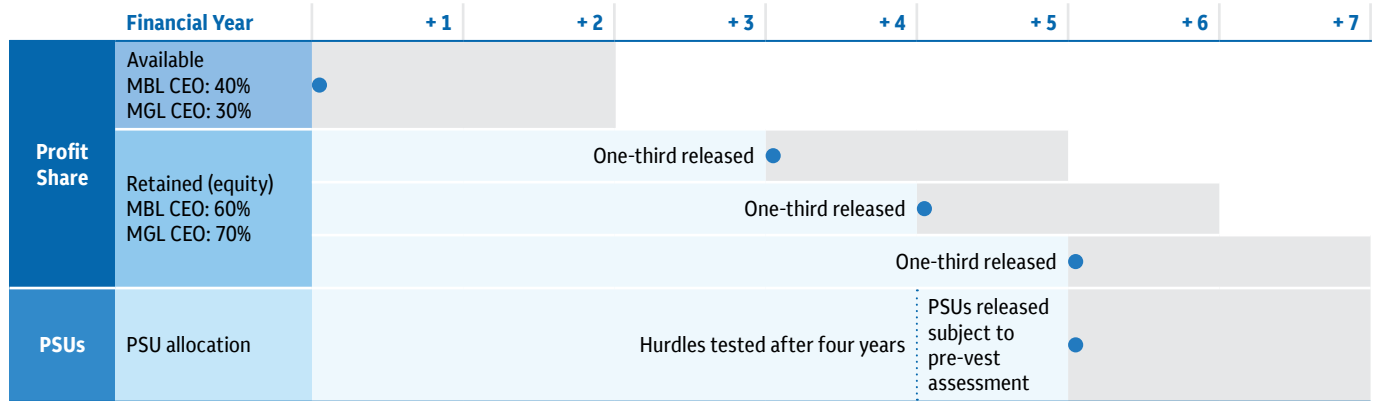 Financial Year + 1 + 2 + 3 + 4 + 5 + 6 + 7
Profit
Share
Available
MBL CEO: 40%
MGL CEO: 30%
Retained (equity)
MBL CEO: 60%
MGL CEO: 70%
One-third released
One-third released
One-third released
PSUs
PSU allocation
Hurdles tested after four years
PSUs released
subject to
pre-vest
assessment